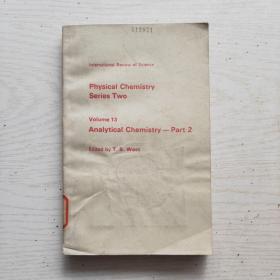 International Review of Science
Physical Chemistry
Series Two
Volume 13
Analytical Chemistry — Part 2
Edited by T. S. West